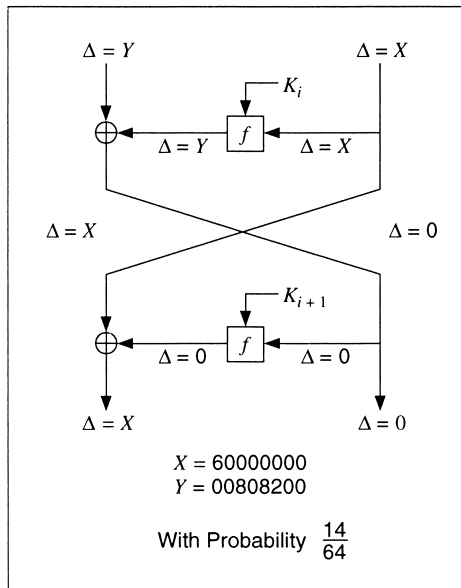 Δ = Y Δ = X
K_i
f
Δ = Y Δ = X
Δ = X Δ = 0
K_{i + 1}
f
Δ = 0 Δ = 0
Δ = X Δ = 0
X = 60000000
Y = 00808200
With Probability 14/64